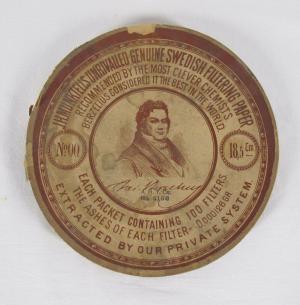 J.H. MUNKTELL'S UNRIVALLED GENUINE SWEDISH FILTERING PAPER
RECOMMENDED BY THE MOST CLEVER CHEMISTS
BERZELIUS CONSIDERED IT THE BEST IN THE WORLD
No. 00
18,5 Cm
EACH PACKET CONTAINING 100 FILTERS
THE ASHES OF EACH FILTER
EXTRACTED BY OUR PRIVATE SYSTEM